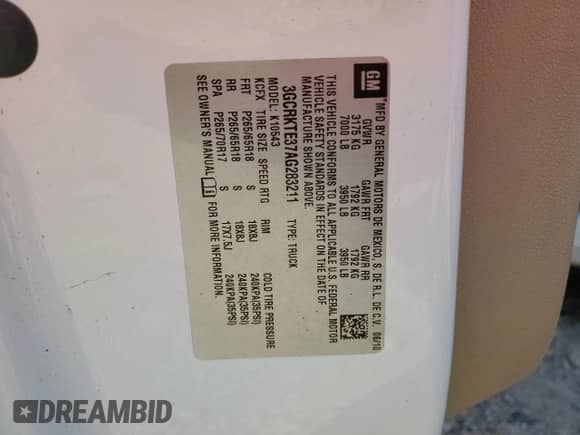 GM
MFD BY GENERAL MOTORS DE MEXICO, S. DE R.L. DE C.V. 06/10
GVWR GAWR FRT GAWR RR
3175 KG 1792 KG 1792 KG
7000 LB 3950 LB 3950 LB
THIS VEHICLE CONFORMS TO ALL APPLICABLE U.S. FEDERAL MOTOR
VEHICLE SAFETY STANDARDS IN EFFECT ON THE DATE OF
MANUFACTURE SHOWN ABOVE.
3GCRKTE37AG283211 TYPE: TRUCK
MODEL: K10543
KCFX TIRE SIZE SPEED RTG RIM COLD TIRE PRESSURE
FRT P265/65R18 S 18X8J 240KPA(35PSI)
RR P265/65R18 S 18X8J 240KPA(35PSI)
SPA P265/70R17 S 17X7.5J 240KPA(35PSI)
SEE OWNER'S MANUAL FOR MORE INFORMATION.
DREAMBID